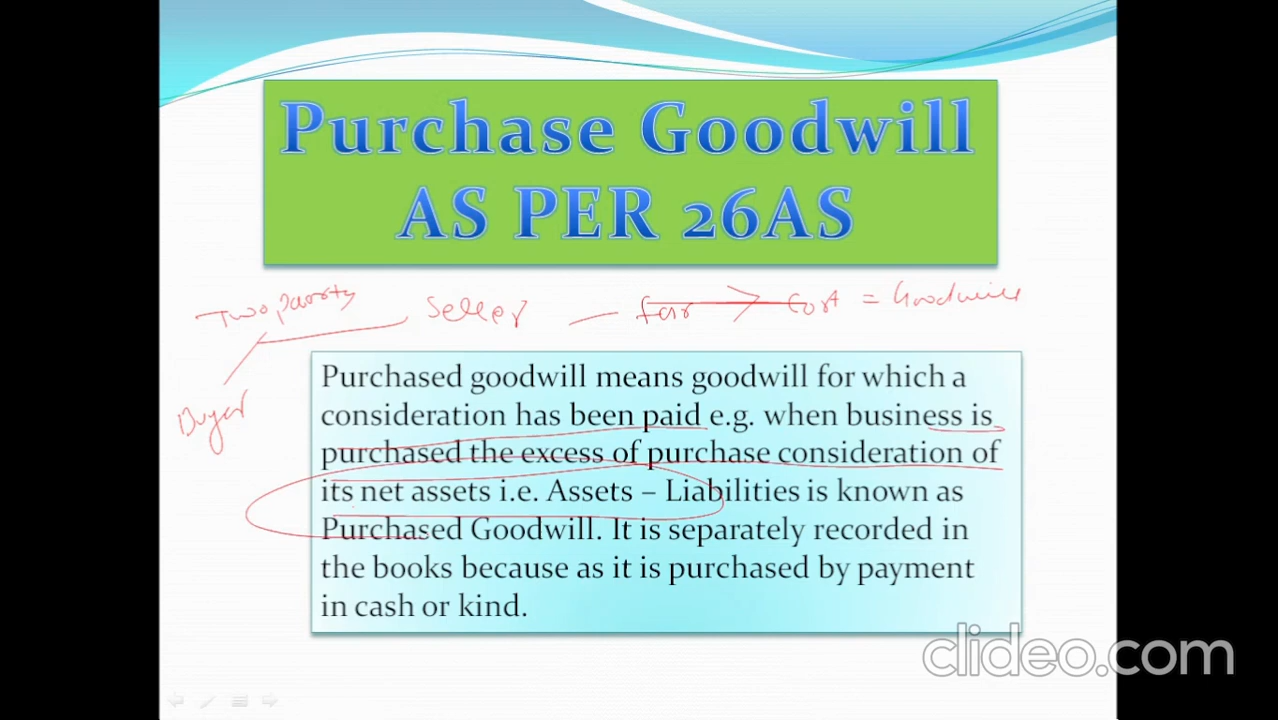 Purchase Goodwill
AS PER 26AS
Two party
Seller
Cost = Goodwill
Buyer
Purchased goodwill means goodwill for which a
consideration has been paid e.g. when business is
purchased the excess of purchase consideration of
its net assets i.e. Assets – Liabilities is known as
Purchased Goodwill. It is separately recorded in
the books because as it is purchased by payment
in cash or kind.
clideo.com